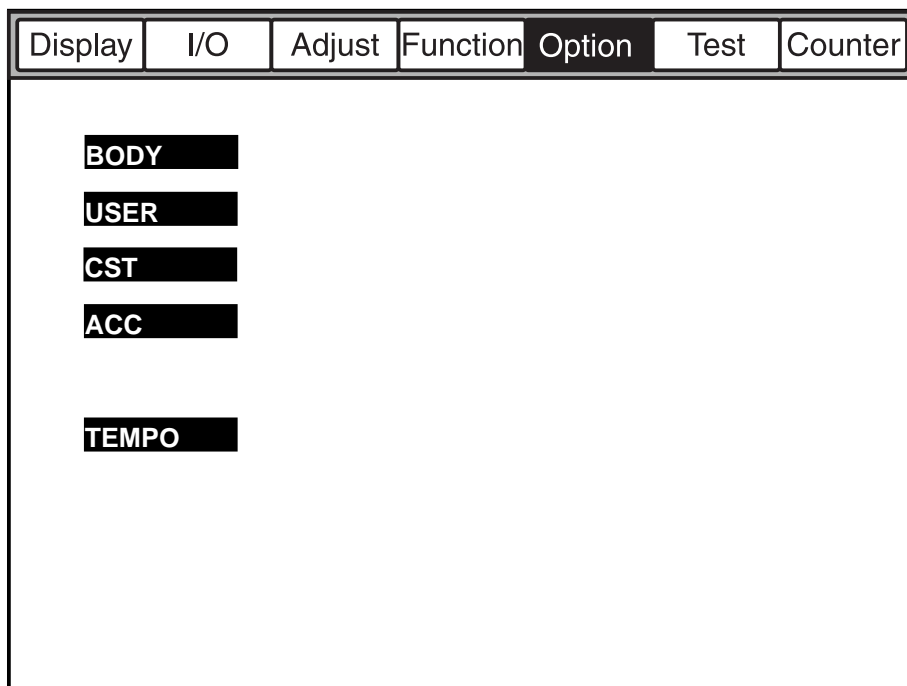 Display I/O Adjust Function Option Test Counter
BODY
USER
CST
ACC
TEMPO